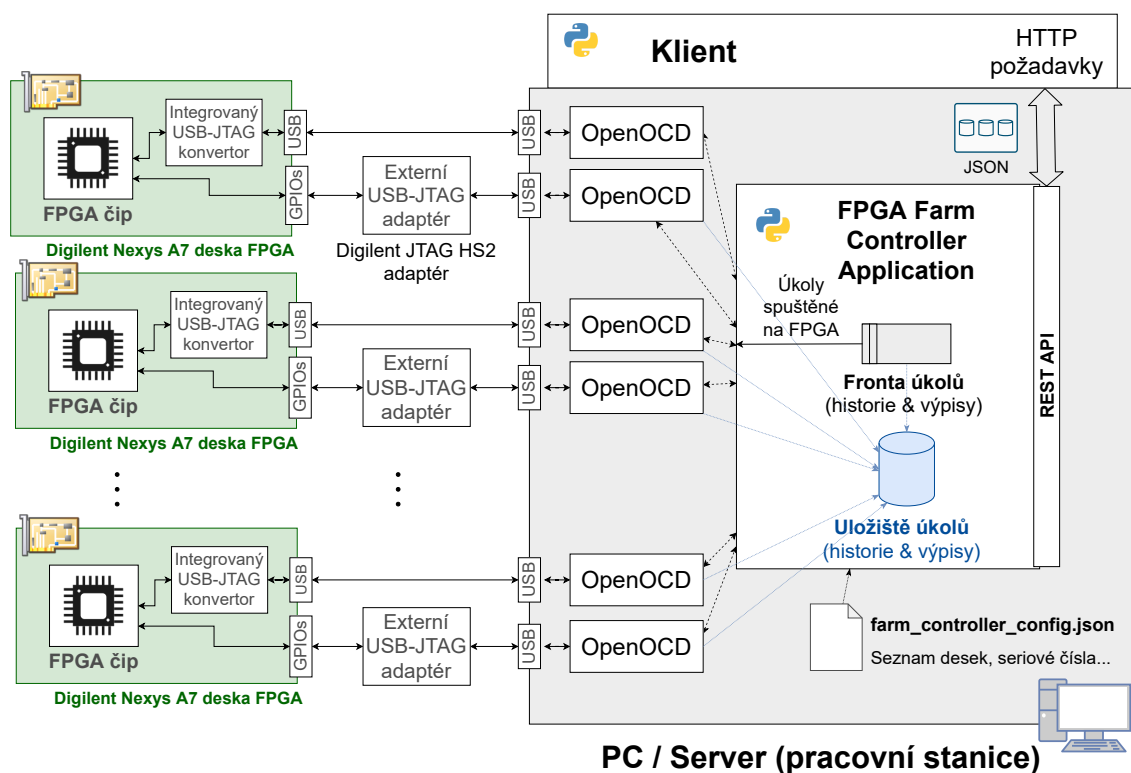 Klient
HTTP
požadavky
JSON
Integrovaný
USB-JTAG
konvertor
USB
GPIOs
FPGA čip
Digilent Nexys A7 deska FPGA
Externí
USB-JTAG
adaptér
Digilent JTAG HS2
adaptér
USB
USB
OpenOCD
OpenOCD
Integrovaný
USB-JTAG
konvertor
USB
GPIOs
FPGA čip
Digilent Nexys A7 deska FPGA
Externí
USB-JTAG
adaptér
USB
USB
OpenOCD
OpenOCD
Integrovaný
USB-JTAG
konvertor
USB
GPIOs
FPGA čip
Digilent Nexys A7 deska FPGA
Externí
USB-JTAG
adaptér
USB
USB
OpenOCD
OpenOCD
FPGA Farm
Controller
Application
Úkoly
spuštěné
na FPGA
Fronta úkolů
(historie & výpisy)
Uložiště úkolů
(historie & výpisy)
REST API
farm_controller_config.json
Seznam desek, seriové čísla...
PC / Server (pracovní stanice)